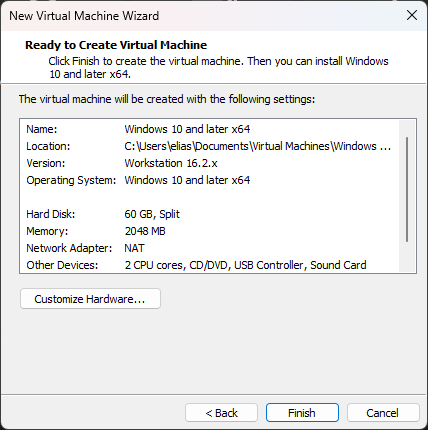 New Virtual Machine Wizard
Ready to Create Virtual Machine
Click Finish to create the virtual machine. Then you can install Windows
10 and later x64.
The virtual machine will be created with the following settings:
Name: Windows 10 and later x64
Location: C:\Users\elias\Documents\Virtual Machines\Windows ...
Version: Workstation 16.2.x
Operating System: Windows 10 and later x64
Hard Disk: 60 GB, Split
Memory: 2048 MB
Network Adapter: NAT
Other Devices: 2 CPU cores, CD/DVD, USB Controller, Sound Card
Customize Hardware...
< Back Finish Cancel